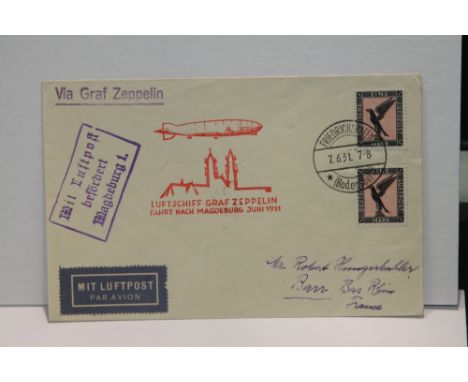 Via Graf Zeppelin
EINE
MARK
Mit Luftpost
befördert
Magdeburg 1.
FRIEDRICHSHAFEN
7.6.31. 7-8
(Boden
LUFTSCHIFF GRAF ZEPPELIN
FAHRT NACH MAGDEBURG JUNI 1931
EINE
MARK
MIT LUFTPOST
PAR AVION
Mr Robert
Barr Bas Rhin
France